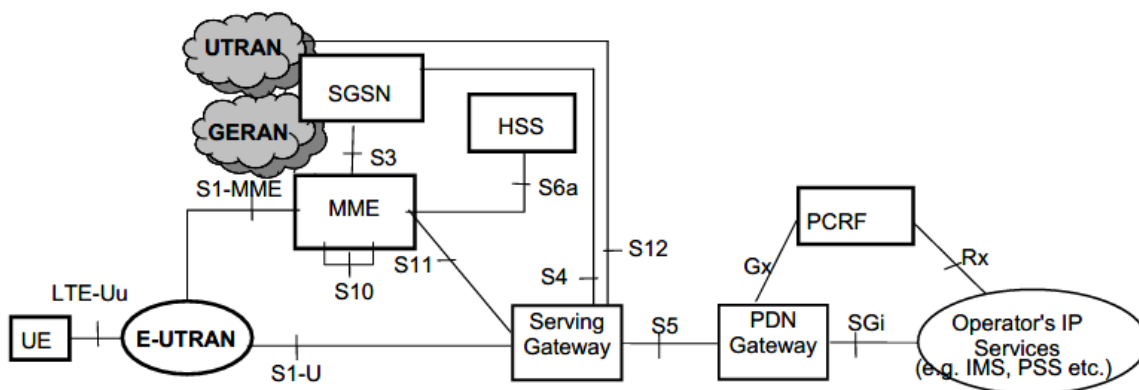 UTRAN
SGSN
HSS
GERAN
S3
S6a
S1-MME
MME
PCRF
S12
S11
Gx
Rx
S4
S10
LTE-Uu
UE
E-UTRAN
Serving
Gateway
S5
PDN
Gateway
SGi
Operator's IP
Services
(e.g. IMS, PSS etc.)
S1-U